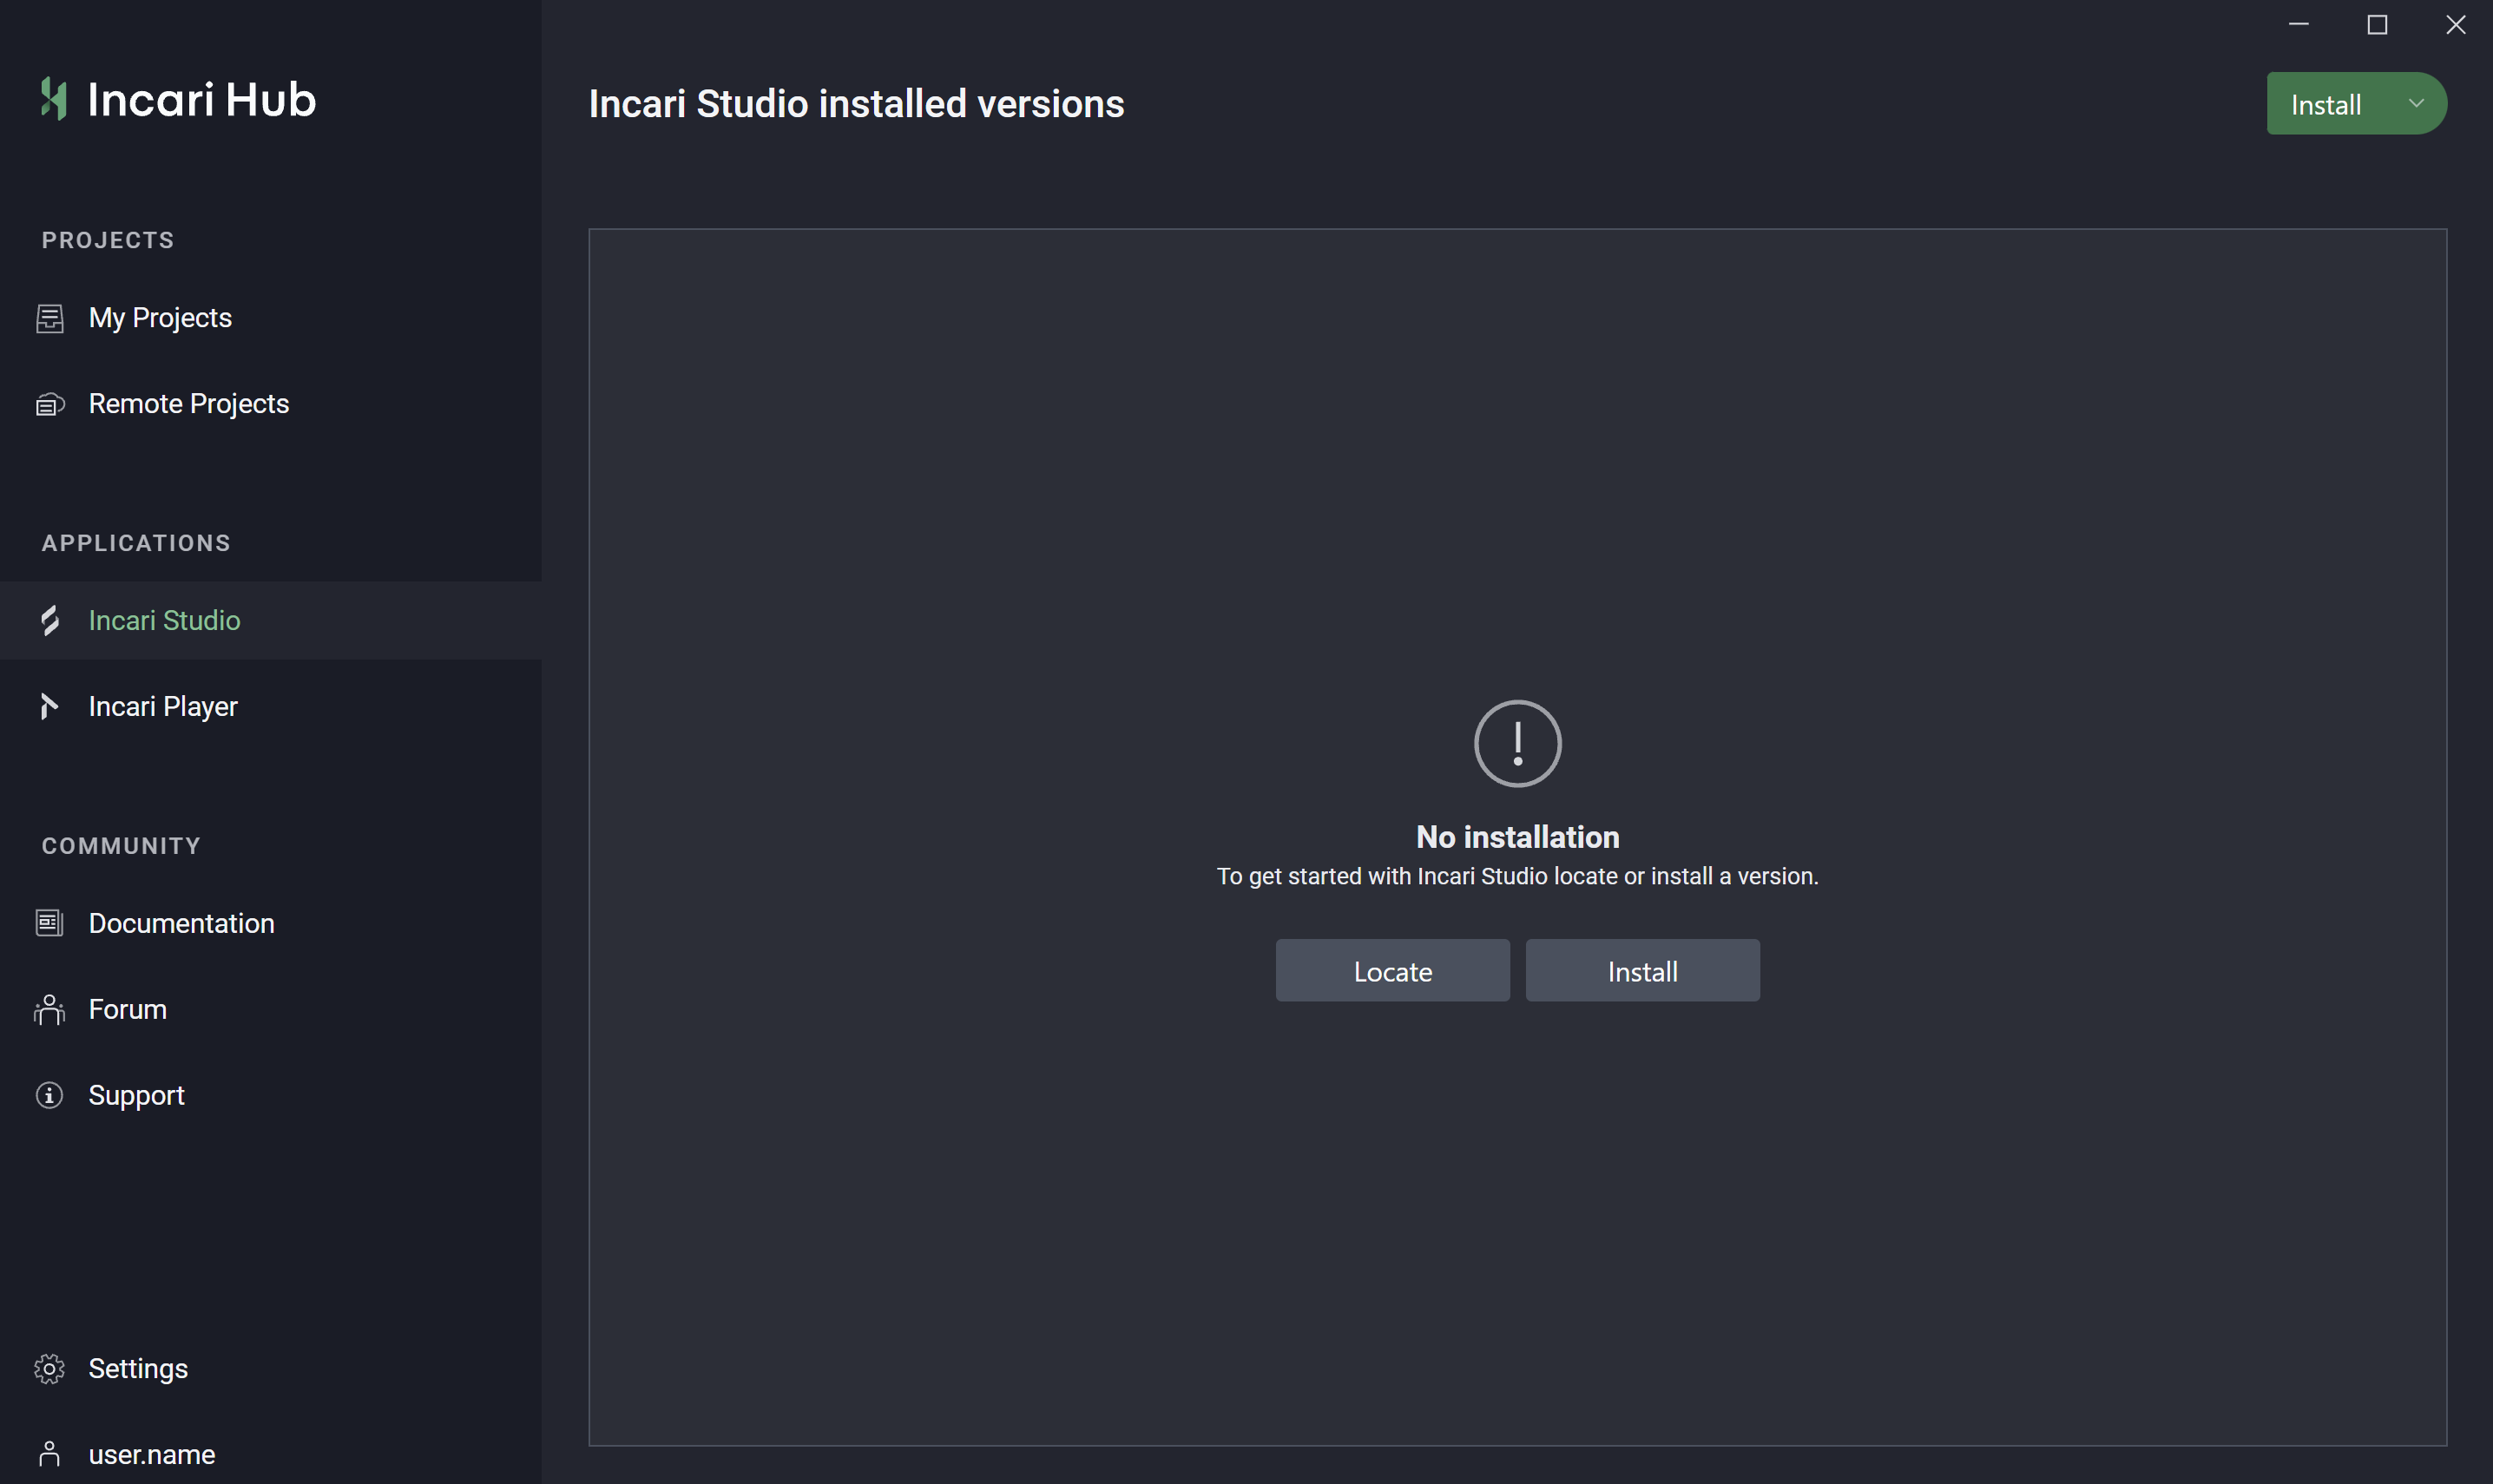 Incari Hub
PROJECTS
My Projects
Remote Projects
APPLICATIONS
Incari Studio
Incari Player
COMMUNITY
Documentation
Forum
Support
Settings
user.name
Incari Studio installed versions
Install
No installation
To get started with Incari Studio locate or install a version.
Locate
Install